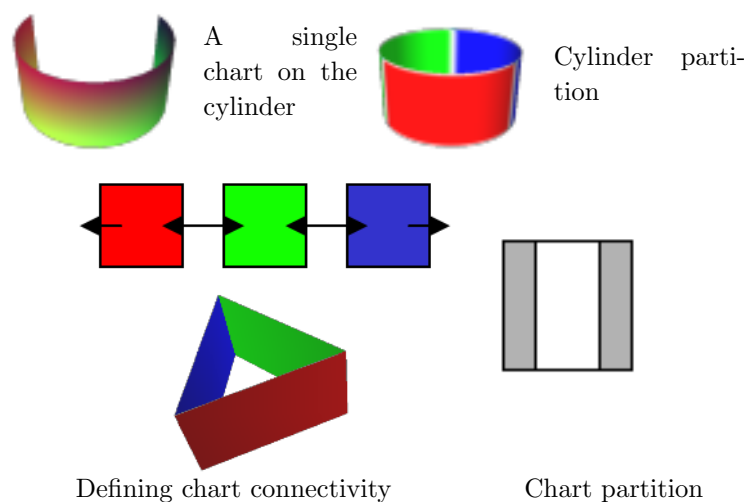 A single
chart on the
cylinder
Cylinder parti-
tion
Defining chart connectivity
Chart partition